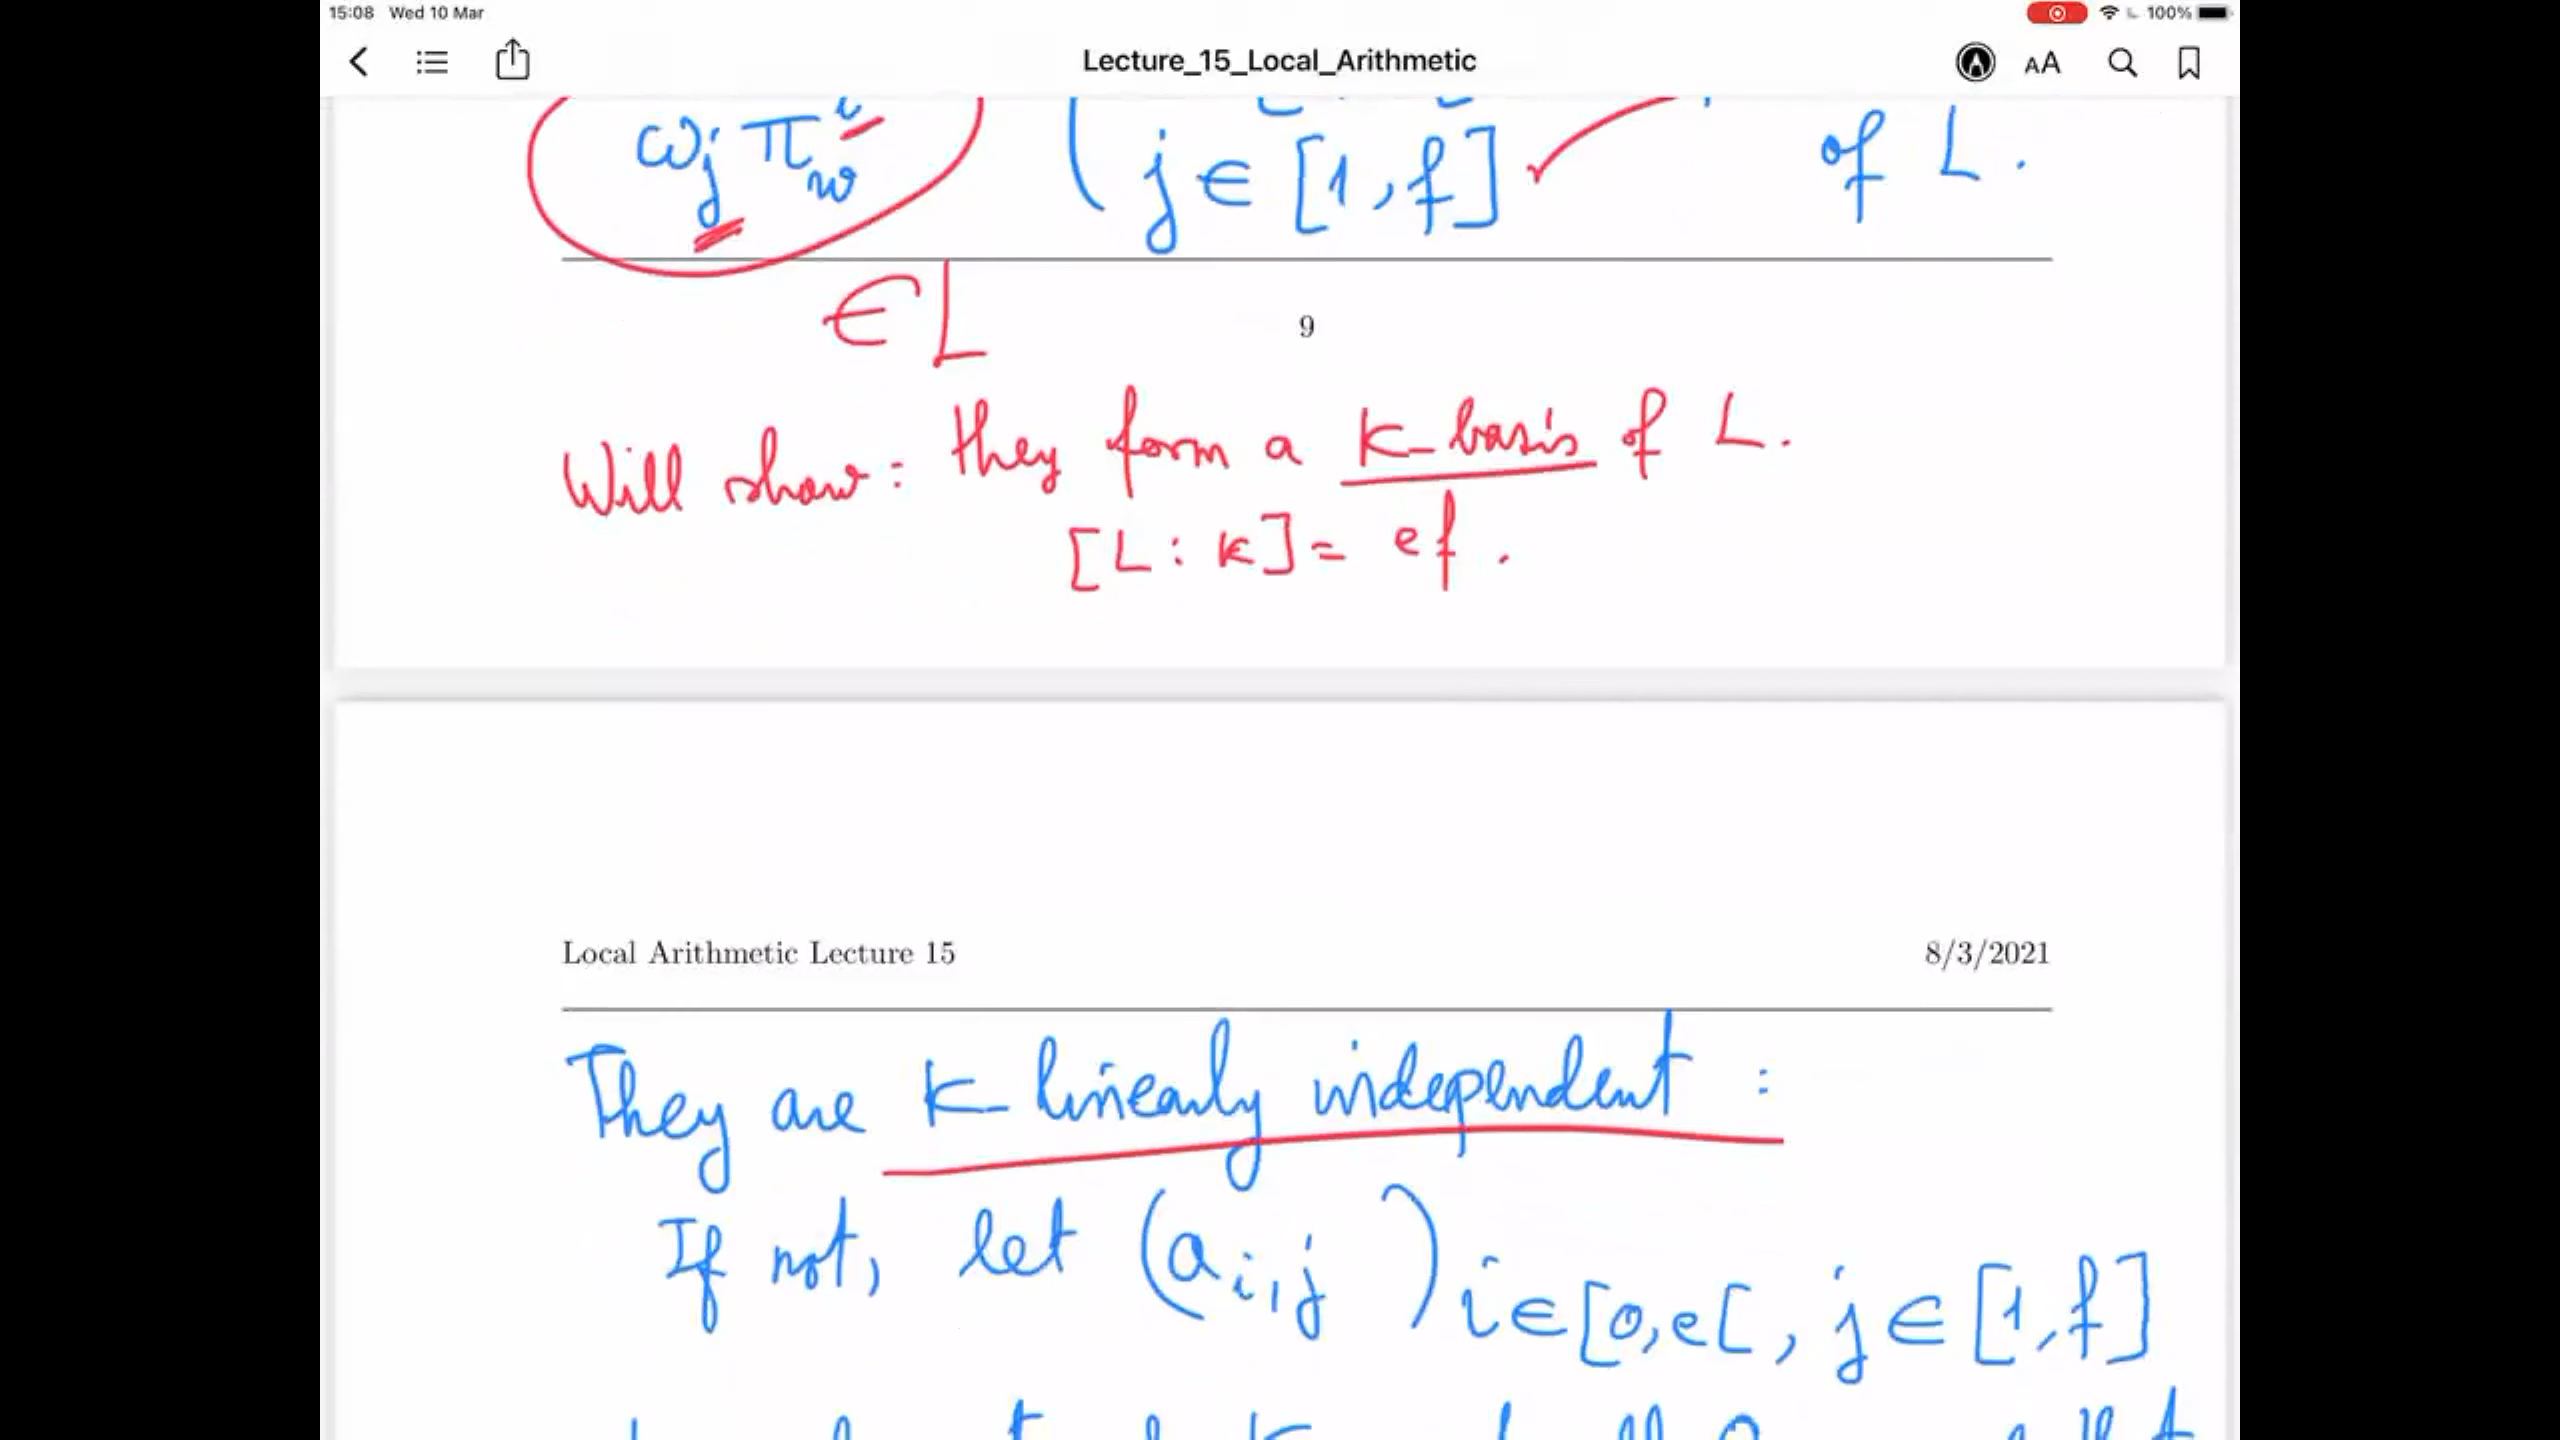 15:08 Wed 10 Mar 100%
Lecture_15_Local_Arithmetic
AA
ω_j π_w^i ( j ∈ [1, f] of L.
∈ L
9
Will show: they form a K-basis of L.
[L : K] = ef.
Local Arithmetic Lecture 15 8/3/2021
They are K-linearly independent :
If not, let (a_{i,j})_{i∈[0,e[, j∈[1,f]}